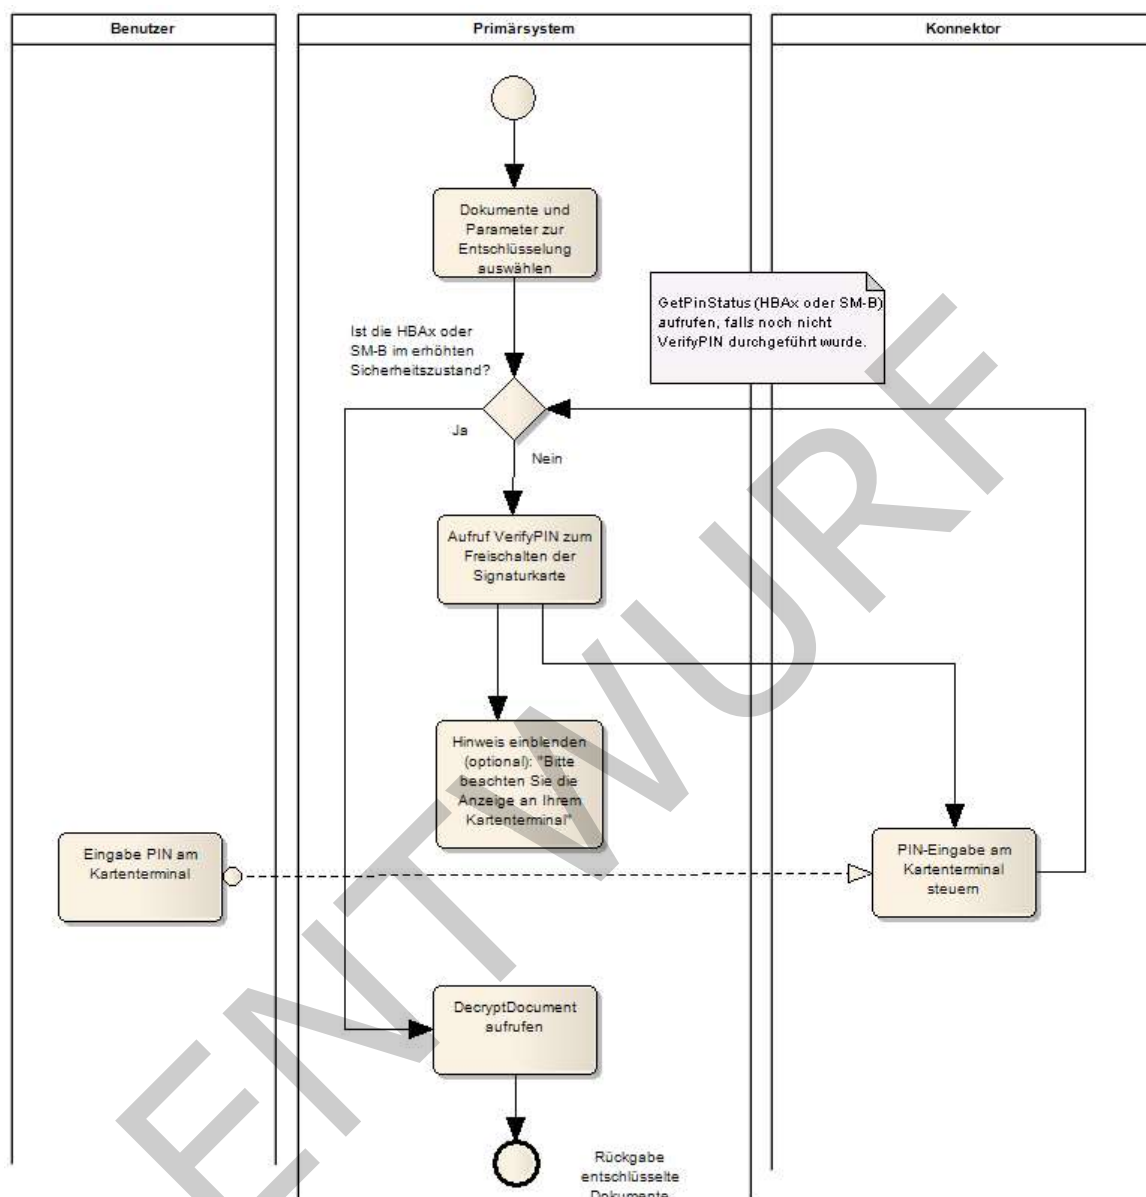 Benutzer
Primärsystem
Konnektor
Dokumente und
Parameter zur
Entschlüsselung
auswählen
GetPinStatus (HBAx oder SM-B)
aufrufen, falls noch nicht
VerifyPIN durchgeführt wurde.
Ist die HBAx oder
SM-B im erhöhten
Sicherheitszustand?
Ja
Nein
Aufruf VerifyPIN zum
Freischalten der
Signaturkarte
Hinweis einblenden
(optional): "Bitte
beachten Sie die
Anzeige an Ihrem
Kartenterminal"
Eingabe PIN am
Kartenterminal
PIN-Eingabe am
Kartenterminal
steuern
DecryptDocument
aufrufen
Rückgabe
entschlüsselte
Dokumente
ENTWURF